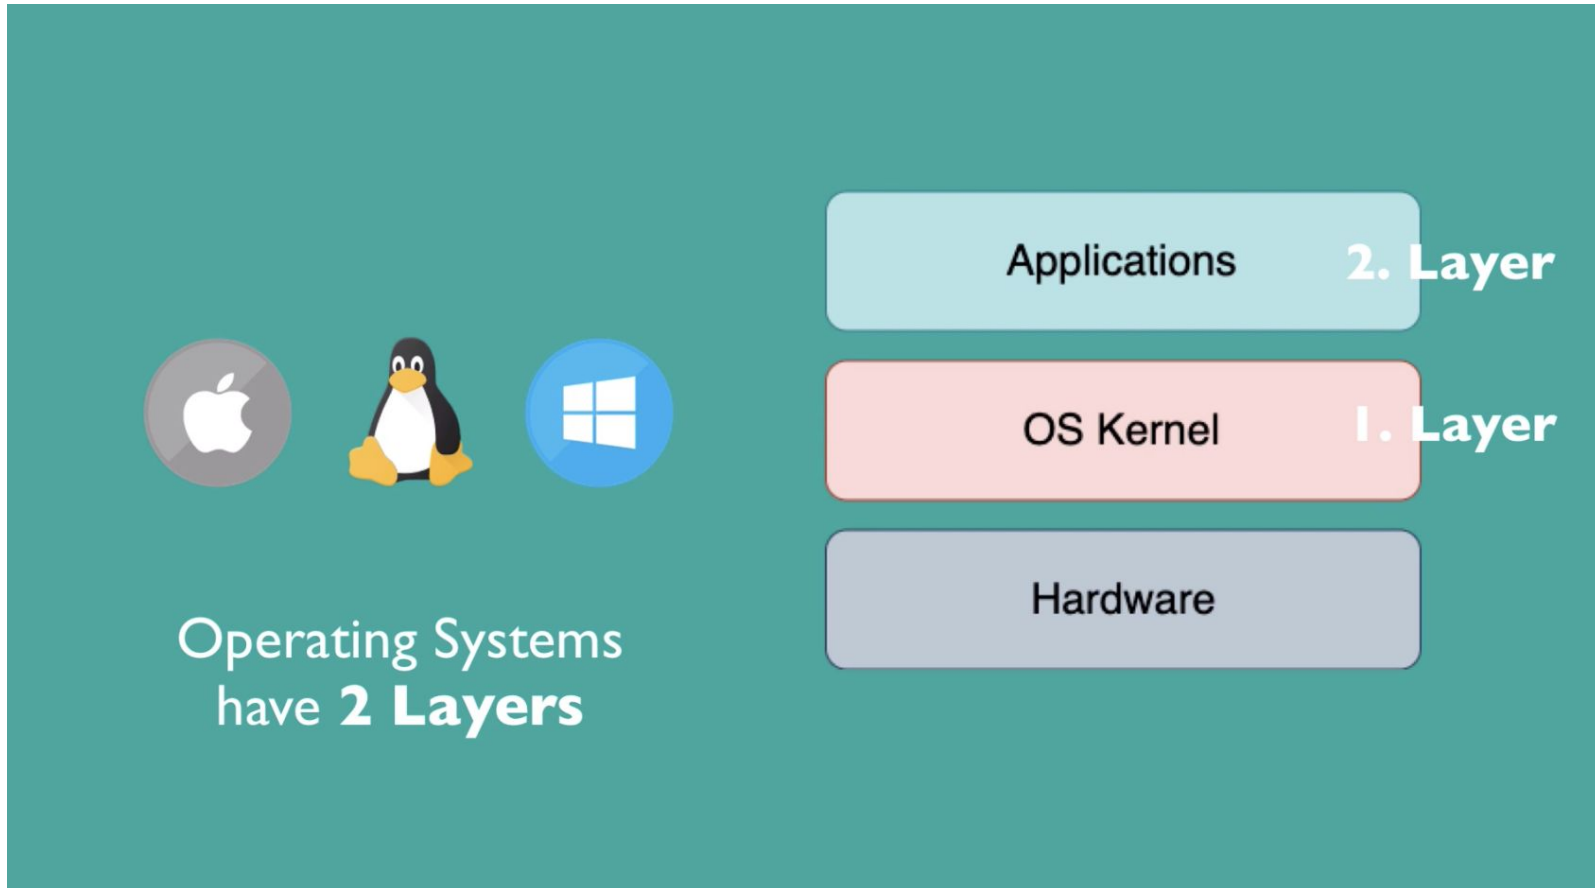 Applications
2. Layer
OS Kernel
1. Layer
Hardware
Operating Systems
have 2 Layers